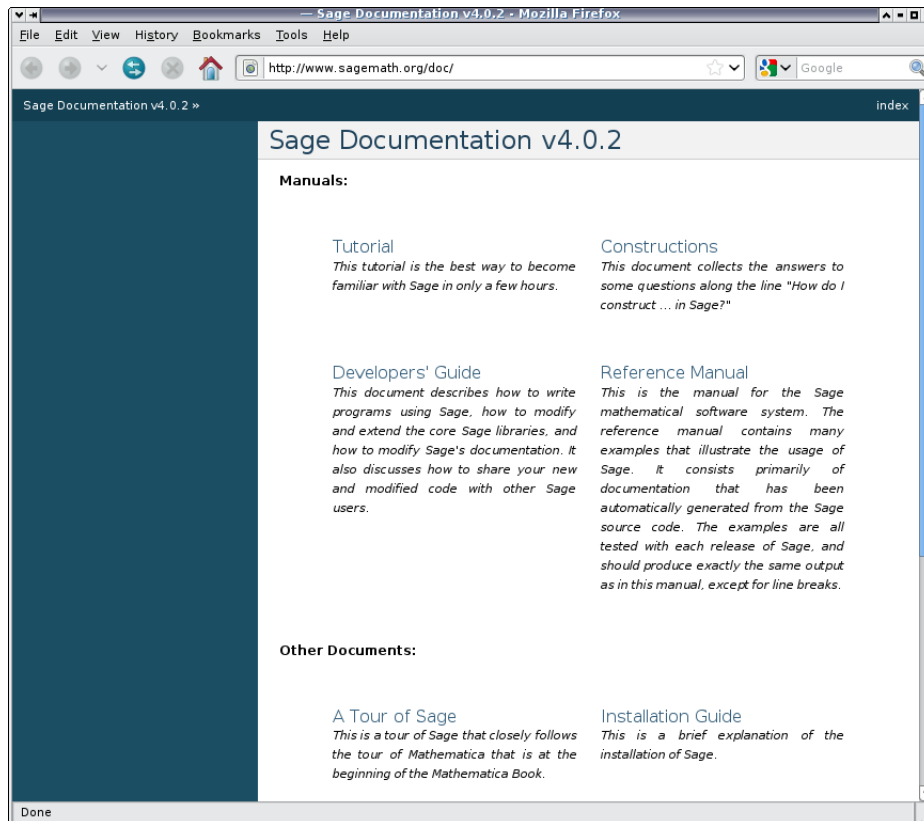 — Sage Documentation v4.0.2 - Mozilla Firefox
File Edit View History Bookmarks Tools Help
http://www.sagemath.org/doc/ Google
Sage Documentation v4.0.2 » index
Sage Documentation v4.0.2
Manuals:
Tutorial
This tutorial is the best way to become
familiar with Sage in only a few hours.
Constructions
This document collects the answers to
some questions along the line "How do I
construct ... in Sage?"
Developers' Guide
This document describes how to write
programs using Sage, how to modify
and extend the core Sage libraries, and
how to modify Sage's documentation. It
also discusses how to share your new
and modified code with other Sage
users.
Reference Manual
This is the manual for the Sage
mathematical software system. The
reference manual contains many
examples that illustrate the usage of
Sage. It consists primarily of
documentation that has been
automatically generated from the Sage
source code. The examples are all
tested with each release of Sage, and
should produce exactly the same output
as in this manual, except for line breaks.
Other Documents:
A Tour of Sage
This is a tour of Sage that closely follows
the tour of Mathematica that is at the
beginning of the Mathematica Book.
Installation Guide
This is a brief explanation of the
installation of Sage.
Done